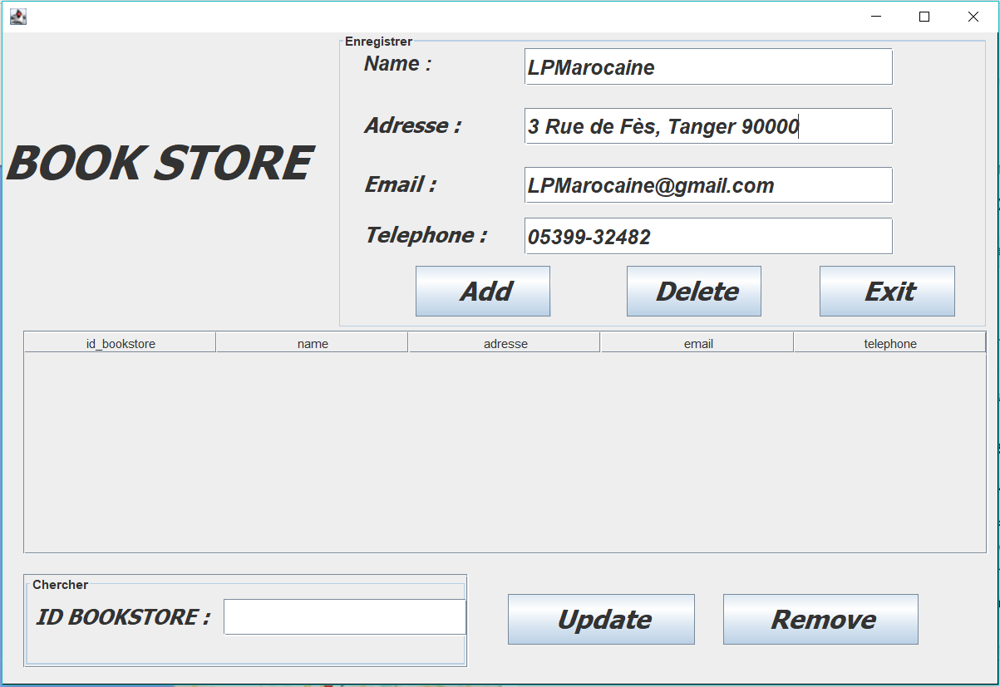 Enregistrer
Name :
LPMarocaine
Adresse :
3 Rue de Fès, Tanger 90000
BOOK STORE
Email :
LPMarocaine@gmail.com
Telephone :
05399-32482
Add
Delete
Exit
id_bookstore name adresse email telephone
Chercher
ID BOOKSTORE :
Update
Remove